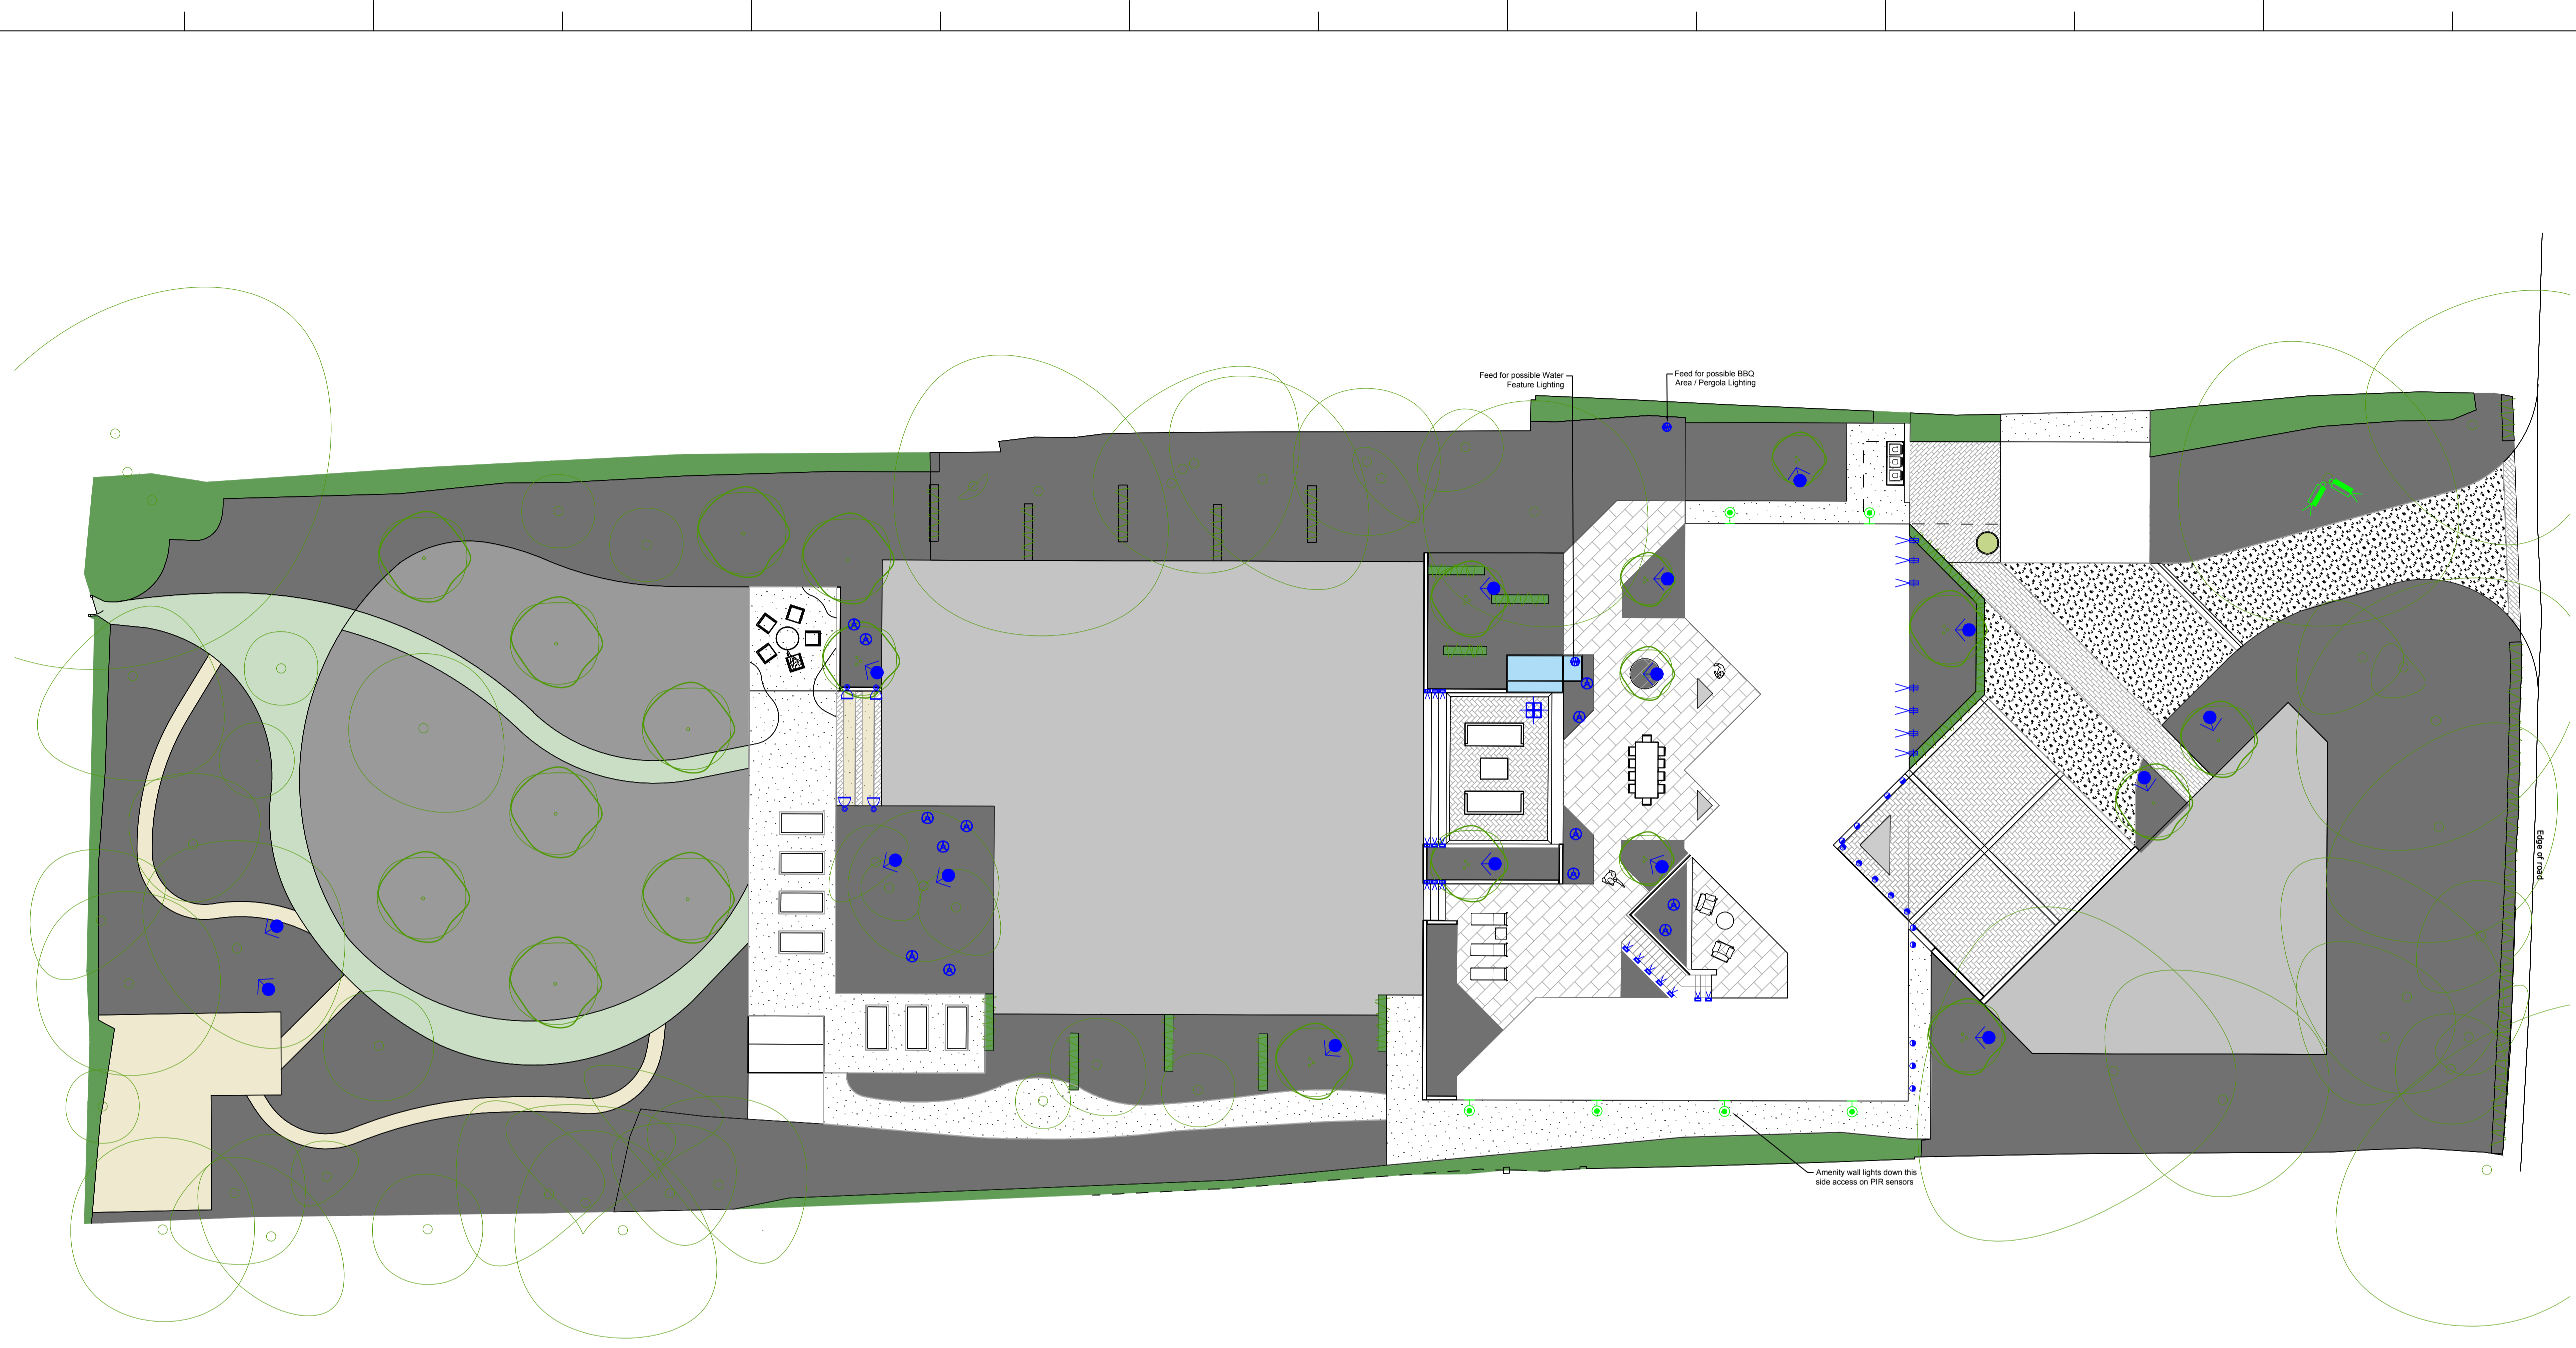 Feed for possible Water
Feature Lighting
Feed for possible BBQ
Area / Pergola Lighting
Edge of road
Amenity wall lights down this
side access on PIR sensors